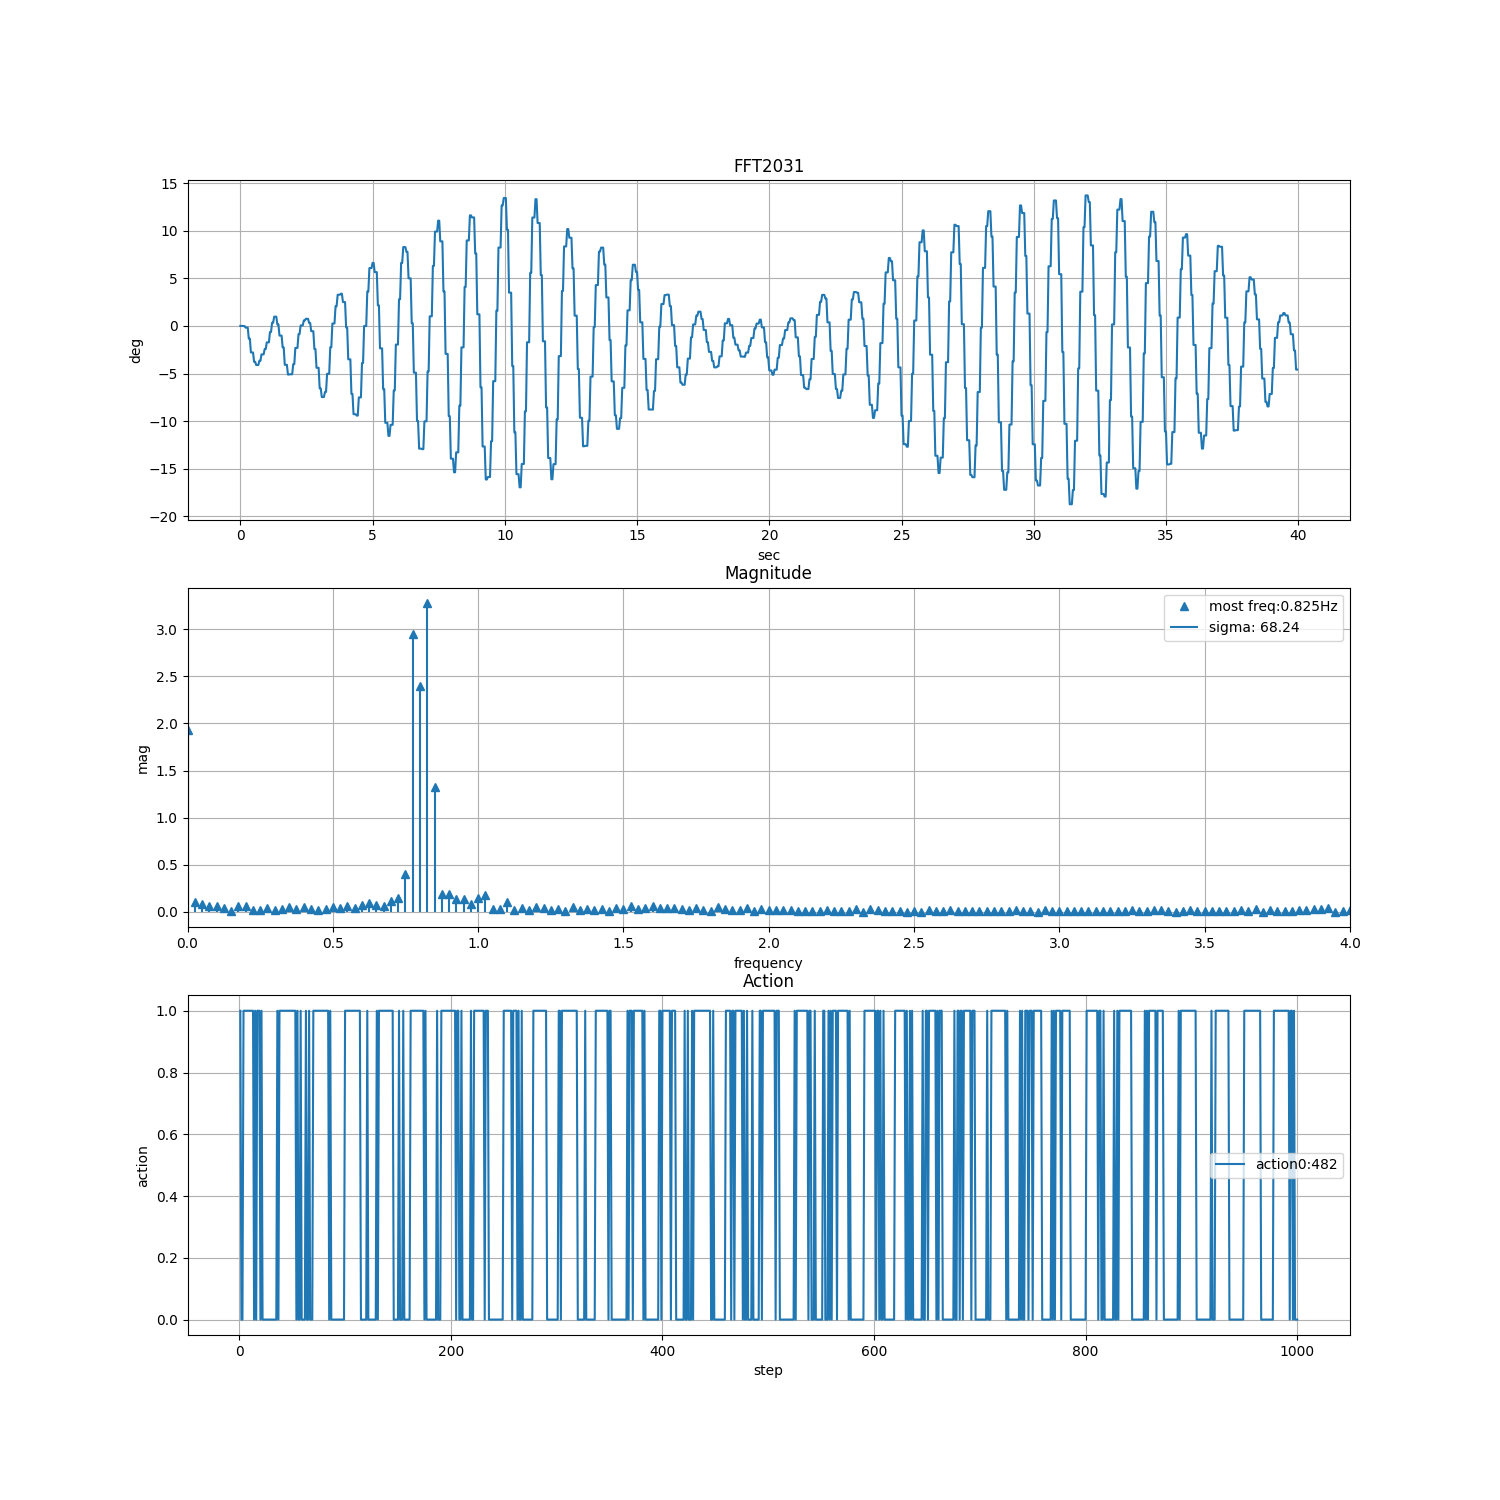 FFT2031
15
10
5
0
−5
−10
−15
−20
deg
0 5 10 15 20 25 30 35 40
sec
Magnitude
most freq:0.825Hz
sigma: 68.24
3.0
2.5
2.0
1.5
1.0
0.5
0.0
mag
0.0 0.5 1.0 1.5 2.0 2.5 3.0 3.5 4.0
frequency
Action
1.0
0.8
0.6
0.4
0.2
0.0
action
action0:482
0 200 400 600 800 1000
step